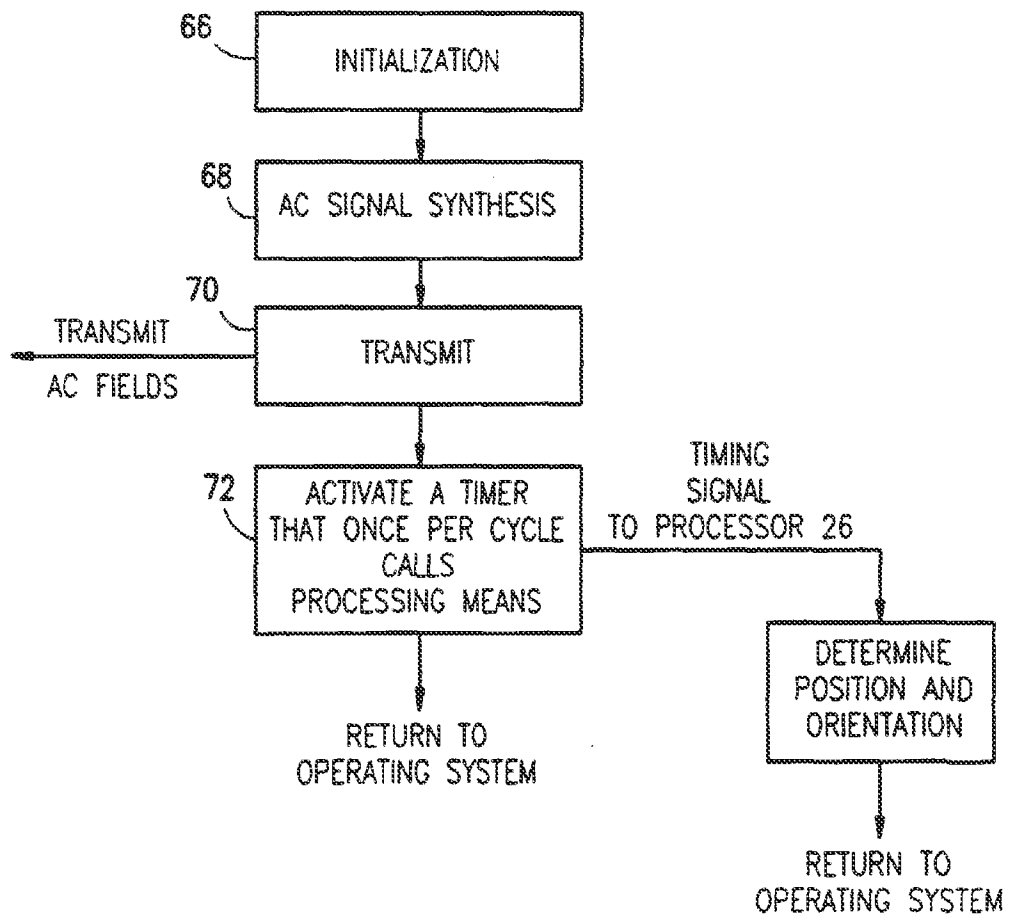 66
INITIALIZATION
68
AC SIGNAL SYNTHESIS
70
TRANSMIT
TRANSMIT
AC FIELDS
72
ACTIVATE A TIMER
THAT ONCE PER CYCLE
CALLS
PROCESSING MEANS
TIMING
SIGNAL
TO PROCESSOR 26
DETERMINE
POSITION AND
ORIENTATION
RETURN TO
OPERATING SYSTEM
RETURN TO
OPERATING SYSTEM